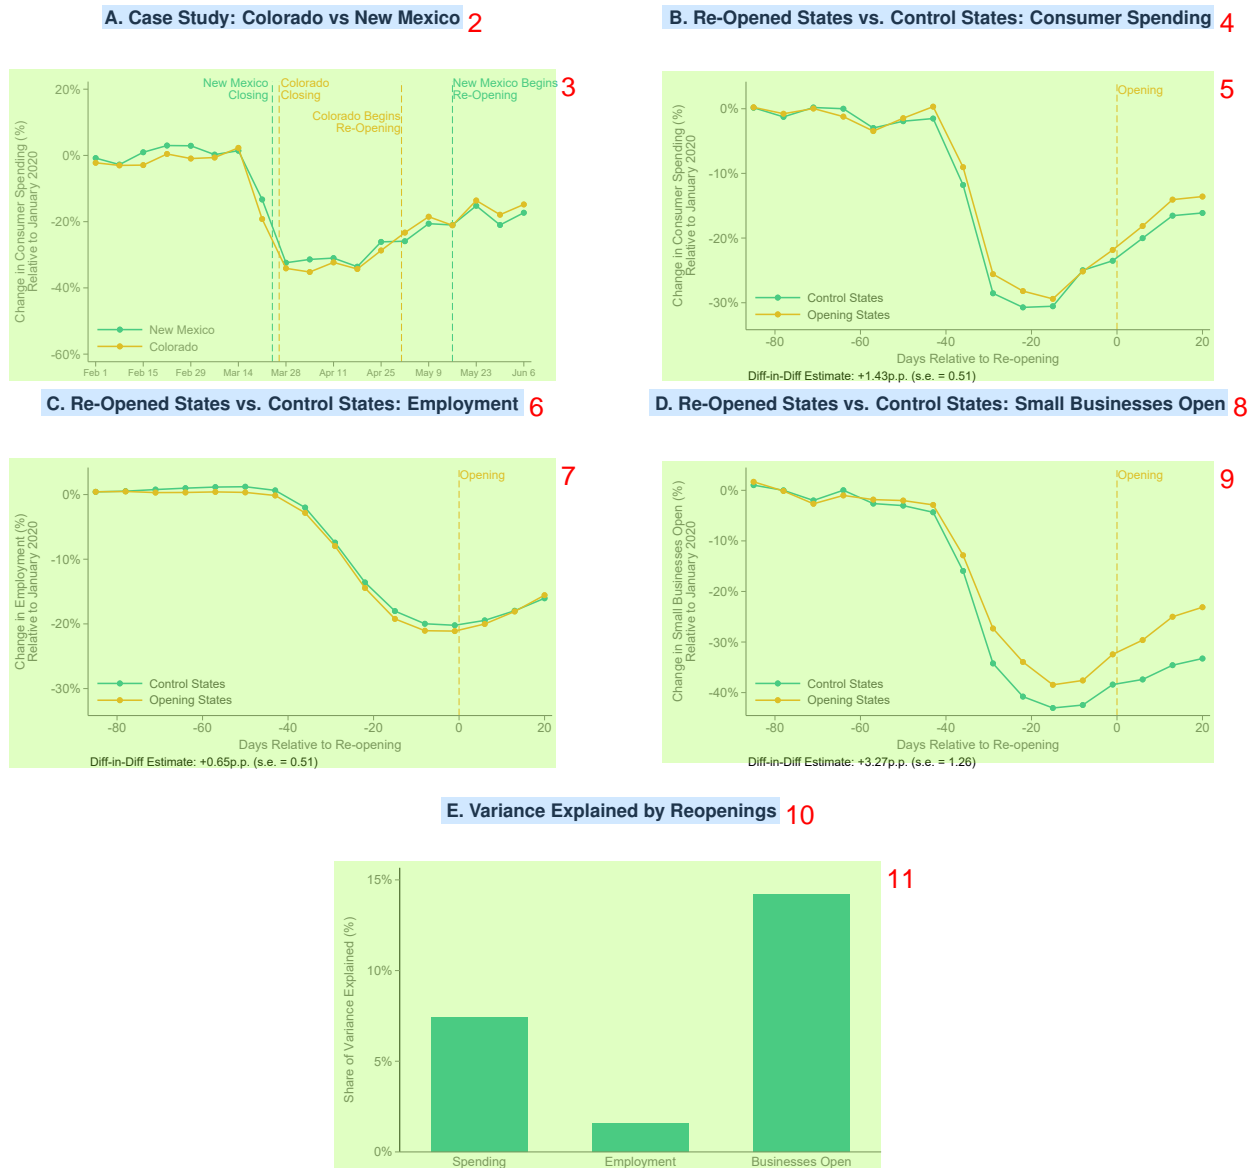 A. Case Study: Colorado vs New Mexico 2
3
20%
0%
-20%
-40%
-60%
Change in Consumer Spending (%)
Relative to January 2020
New Mexico
Closing
Colorado
Closing
Colorado Begins
Re-Opening
New Mexico Begins
Re-Opening
New Mexico
Colorado
Feb 1 Feb 15 Feb 29 Mar 14 Mar 28 Apr 11 Apr 25 May 9 May 23 Jun 6
B. Re-Opened States vs. Control States: Consumer Spending 4
5
0%
-10%
-20%
-30%
Change in Consumer Spending (%)
Relative to January 2020
Opening
Control States
Opening States
-80 -60 -40 -20 0 20
Days Relative to Re-opening
Diff-in-Diff Estimate: +1.43p.p. (s.e. = 0.51)
C. Re-Opened States vs. Control States: Employment 6
7
0%
-10%
-20%
-30%
Change in Employment (%)
Relative to January 2020
Opening
Control States
Opening States
-80 -60 -40 -20 0 20
Days Relative to Re-opening
Diff-in-Diff Estimate: +0.65p.p. (s.e. = 0.51)
D. Re-Opened States vs. Control States: Small Businesses Open 8
9
0%
-10%
-20%
-30%
-40%
Change in Small Businesses Open (%)
Relative to January 2020
Opening
Control States
Opening States
-80 -60 -40 -20 0 20
Days Relative to Re-opening
Diff-in-Diff Estimate: +3.27p.p. (s.e. = 1.26)
E. Variance Explained by Reopenings 10
11
15%
10%
5%
0%
Share of Variance Explained (%)
Spending Employment Businesses Open